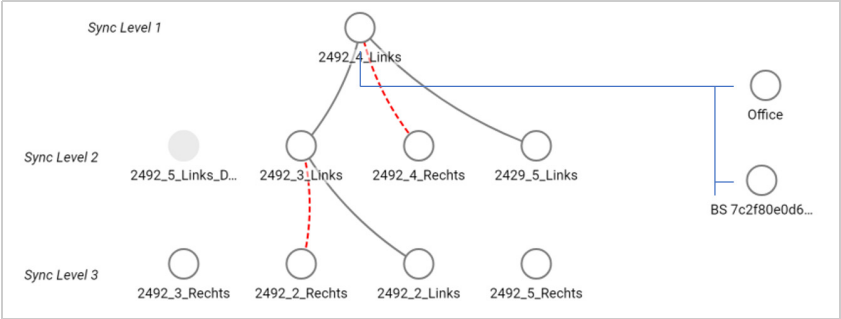 Sync Level 1
2492_4_Links
Office
Sync Level 2
2492_5_Links_D...
2492_3_Links
2492_4_Rechts
2429_5_Links
BS 7c2f80e0d6...
Sync Level 3
2492_3_Rechts
2492_2_Rechts
2492_2_Links
2492_5_Rechts